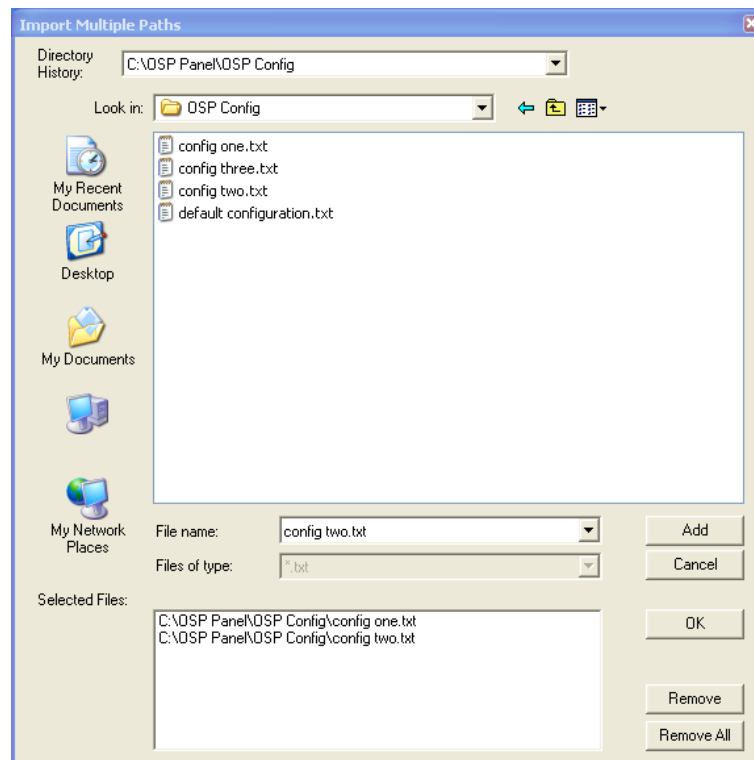 Import Multiple Paths
Directory
History:
C:\OSP Panel\OSP Config
Look in:
OSP Config
My Recent
Documents
Desktop
My Documents
My Network
Places
config one.txt
config three.txt
config two.txt
default configuration.txt
File name:
config two.txt
Add
Files of type:
*.txt
Cancel
Selected Files:
C:\OSP Panel\OSP Config\config one.txt
C:\OSP Panel\OSP Config\config two.txt
OK
Remove
Remove All